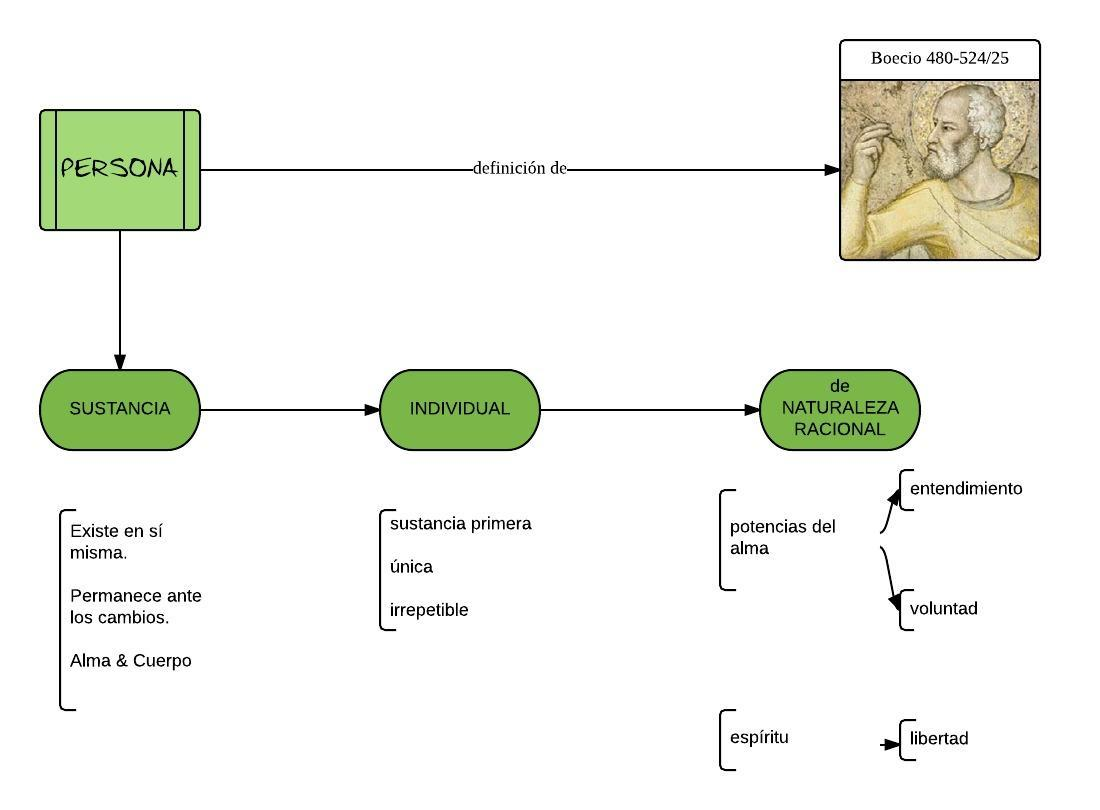 Boecio 480-524/25
PERSONA
definición de
SUSTANCIA
INDIVIDUAL
de
NATURALEZA
RACIONAL
Existe en sí
misma.
Permanece ante
los cambios.
Alma & Cuerpo
sustancia primera
única
irrepetible
potencias del
alma
entendimiento
voluntad
espíritu
libertad